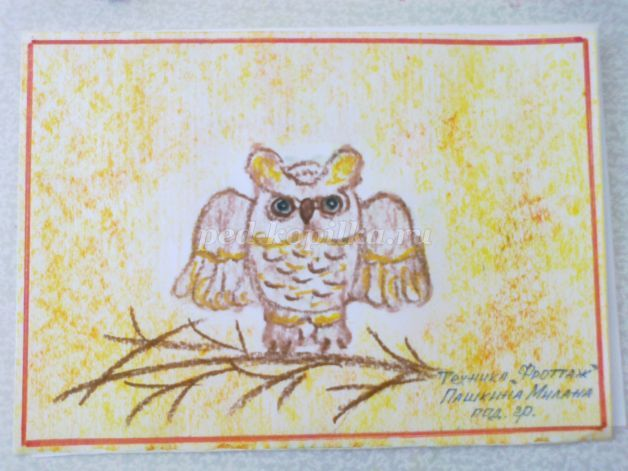 ped-kopilka.ru
Техника „Фроттаж"
Пашкина Милана
под. гр.